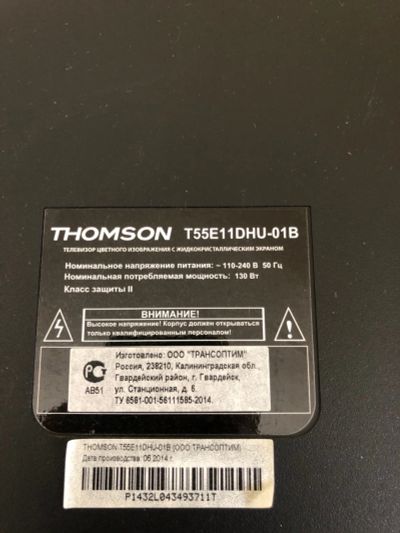 THOMSON T55E11DHU-01B
ТЕЛЕВИЗОР ЦВЕТНОГО ИЗОБРАЖЕНИЯ С ЖИДКОКРИСТАЛЛИЧЕСКИМ ЭКРАНОМ
Номинальное напряжение питания: ~ 110-240 В 50 Гц
Номинальная потребляемая мощность: 130 Вт
Класс защиты II
ВНИМАНИЕ!
Высокое напряжение! Корпус должен открываться
только квалифицированным персоналом!
Изготовлено: ООО "ТРАНСОПТИМ"
Россия, 238210, Калининградская обл.,
Гвардейский район, г. Гвардейск,
ул. Станционная, д. 6.
ТУ 6581-001-56111585-2014.
АВ51
THOMSON T55E11DHU-01B (ООО ТРАНСОПТИМ)
Дата производства: 06.2014 г.
P1432L043493711T